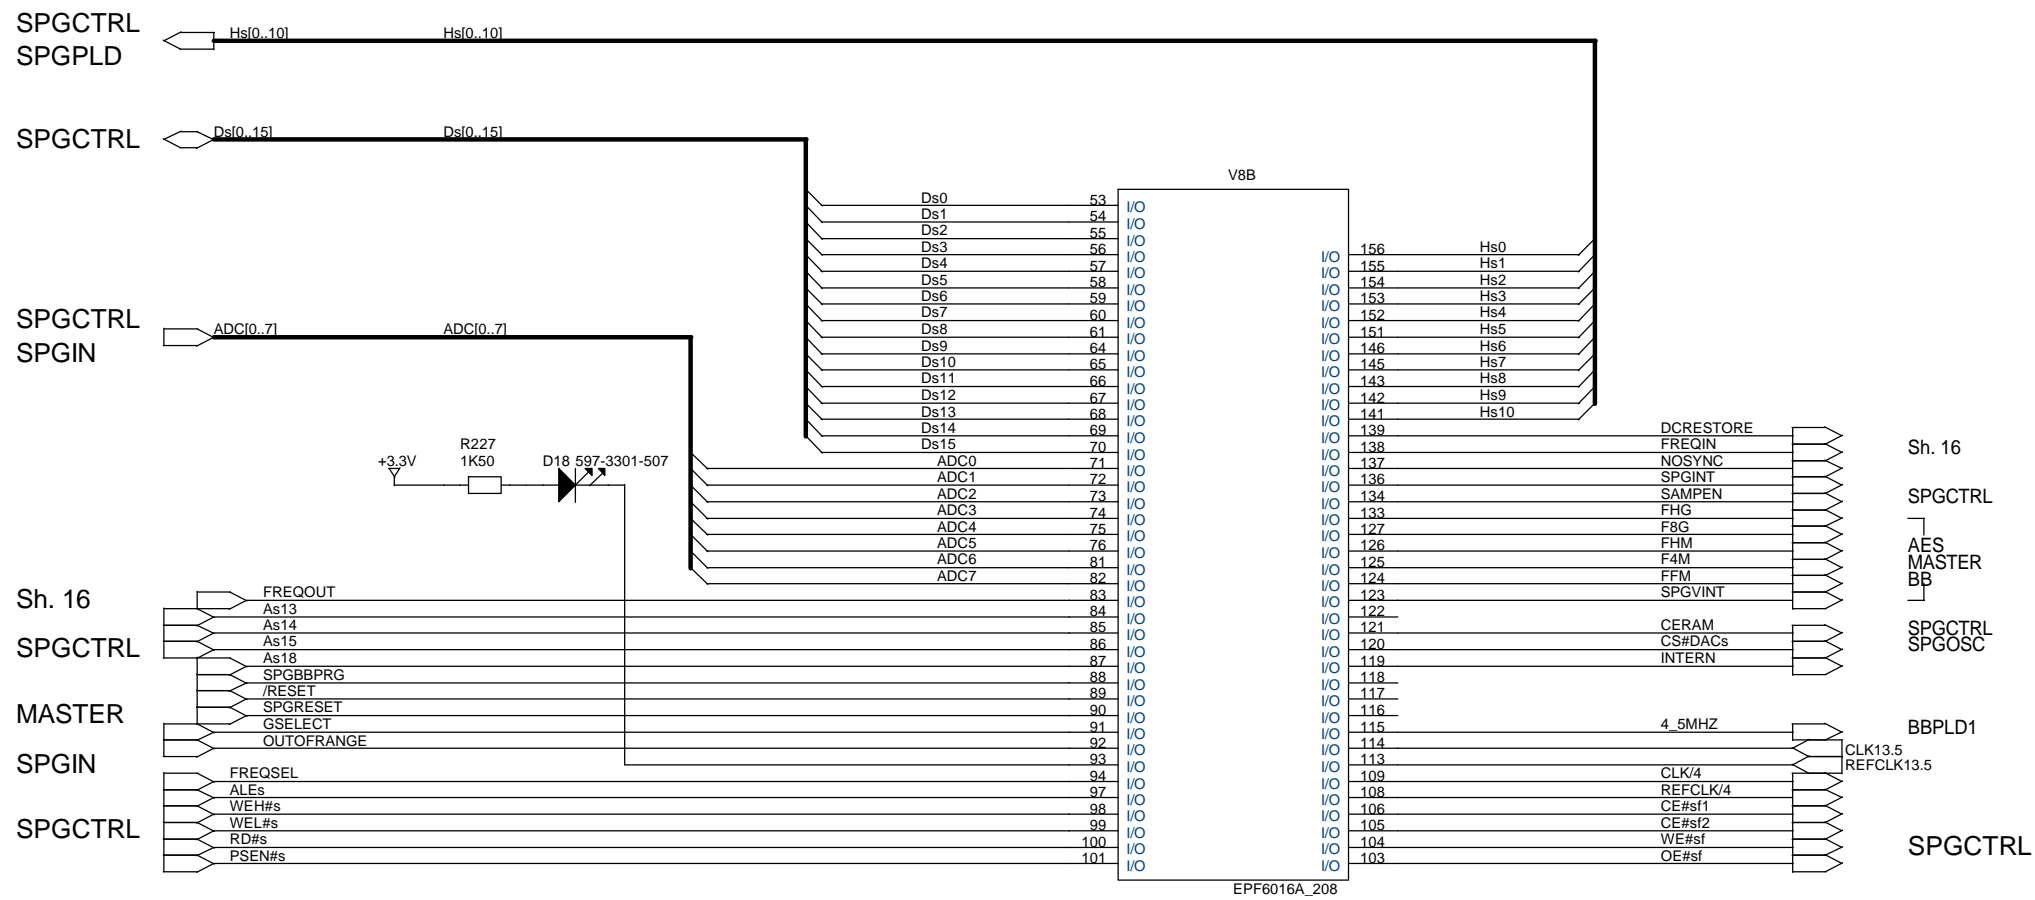 SPGCTRL
SPGPLD
Hs[0..10] Hs[0..10]
SPGCTRL
Ds[0..15] Ds[0..15]
SPGCTRL
SPGIN
ADC[0..7] ADC[0..7]
V8B
Ds0 53 I/O
Ds1 54 I/O
Ds2 55 I/O
Ds3 56 I/O
Ds4 57 I/O
Ds5 58 I/O
Ds6 59 I/O
Ds7 60 I/O
Ds8 61 I/O
Ds9 64 I/O
Ds10 65 I/O
Ds11 66 I/O
Ds12 67 I/O
Ds13 68 I/O
Ds14 69 I/O
Ds15 70 I/O
ADC0 71 I/O
ADC1 72 I/O
ADC2 73 I/O
ADC3 74 I/O
ADC4 75 I/O
ADC5 76 I/O
ADC6 81 I/O
ADC7 82 I/O
+3.3V
R227
1K50
D18 597-3301-507
Sh. 16
SPGCTRL
MASTER
SPGIN
SPGCTRL
FREQOUT 83 I/O
As13 84 I/O
As14 85 I/O
As15 86 I/O
As18 87 I/O
SPGBBPRG 88 I/O
/RESET 89 I/O
SPGRESET 90 I/O
GSELECT 91 I/O
OUTOFRANGE 92 I/O
93 I/O
FREQSEL 94 I/O
ALEs 97 I/O
WEH#s 98 I/O
WEL#s 99 I/O
RD#s 100 I/O
PSEN#s 101 I/O
I/O 156 Hs0
I/O 155 Hs1
I/O 154 Hs2
I/O 153 Hs3
I/O 152 Hs4
I/O 151 Hs5
I/O 146 Hs6
I/O 145 Hs7
I/O 143 Hs8
I/O 142 Hs9
I/O 141 Hs10
I/O 139 DCRESTORE
I/O 138 FREQIN
I/O 137 NOSYNC
I/O 136 SPGINT
I/O 134 SAMPEN
I/O 133 FHG
I/O 127 F8G
I/O 126 FHM
I/O 125 F4M
I/O 124 FFM
I/O 123 SPGVINT
I/O 122
I/O 121 CERAM
I/O 120 CS#DACs
I/O 119 INTERN
I/O 118
I/O 117
I/O 116
I/O 115 4_5MHZ
I/O 114 CLK13.5
I/O 113 REFCLK13.5
I/O 109 CLK/4
I/O 108 REFCLK/4
I/O 106 CE#sf1
I/O 105 CE#sf2
I/O 104 WE#sf
I/O 103 OE#sf
Sh. 16
SPGCTRL
AES
MASTER
BB
SPGCTRL
SPGOSC
BBPLD1
SPGCTRL
EPF6016A_208